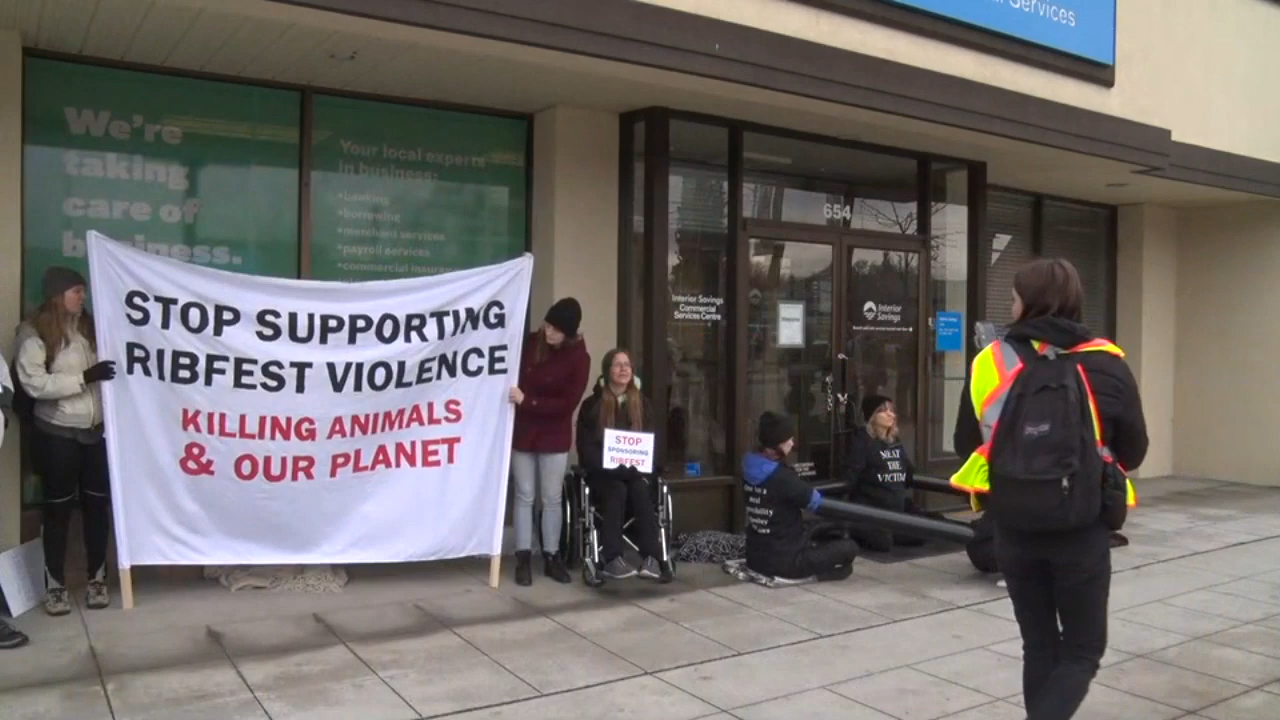 Services
We're
taking
care of
business.
Your local experts
in business:
•banking
•borrowing
•merchant services
•payroll services
•commercial insurance
STOP SUPPORTING
RIBFEST VIOLENCE
KILLING ANIMALS
& OUR PLANET
STOP
SPONSORING
RIBFEST
654
Interior Savings
Commercial
Services Centre
Interior
Savings
VICTIM